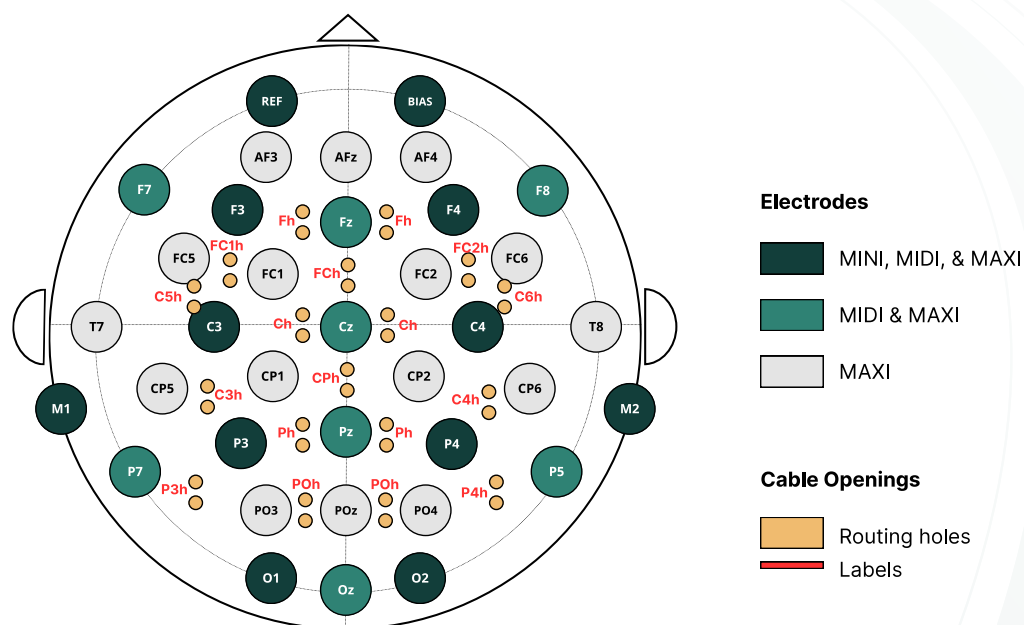 REF
BIAS
AF3
AFz
AF4
F7
F8
F3
Fh
Fz
Fh
F4
FC5
FC1h
FC1
FCh
FC2
FC2h
FC6
C5h
C6h
T7
C3
Ch
Cz
Ch
C4
T8
CP5
C3h
CP1
CPh
CP2
C4h
CP6
M1
M2
P3
Ph
Pz
Ph
P4
P7
P5
P3h
POh
POh
P4h
PO3
POz
PO4
O1
Oz
O2
Electrodes
MINI, MIDI, & MAXI
MIDI & MAXI
MAXI
Cable Openings
Routing holes
Labels